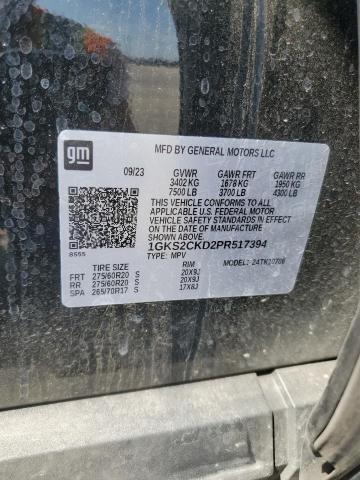 gm
MFD BY GENERAL MOTORS LLC
09/23 GVWR GAWR FRT GAWR RR
3402 KG 1678 KG 1950 KG
7500 LB 3700 LB 4300 LB
THIS VEHICLE CONFORMS TO ALL
APPLICABLE U.S. FEDERAL MOTOR
VEHICLE SAFETY STANDARDS IN EFFECT
ON THE DATE OF MANUFACTURE
SHOWN ABOVE.
1GKS2CKD2PR517394
8555 TYPE: MPV MODEL: 24TK10706
TIRE SIZE RIM
FRT 275/60R20 S 20X9J
RR 275/60R20 S 20X9J
SPA 265/70R17 S 17X8J